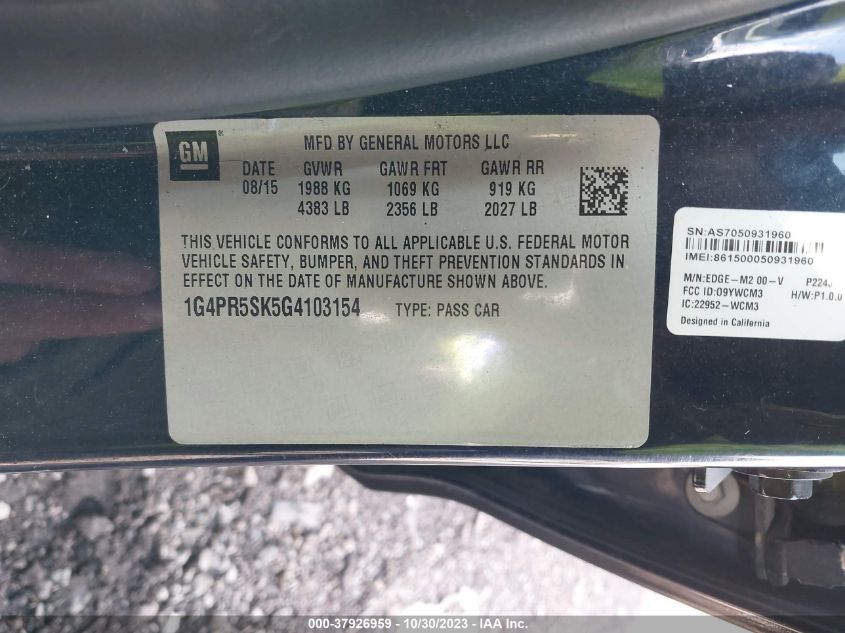 GM ®
MFD BY GENERAL MOTORS LLC
DATE GVWR GAWR FRT GAWR RR
08/15 1988 KG 1069 KG 919 KG
4383 LB 2356 LB 2027 LB
THIS VEHICLE CONFORMS TO ALL APPLICABLE U.S. FEDERAL MOTOR
VEHICLE SAFETY, BUMPER, AND THEFT PREVENTION STANDARDS IN
EFFECT ON THE DATE OF MANUFACTURE SHOWN ABOVE.
1G4PR5SK5G4103154 TYPE: PASS CAR
SN:AS7050931960
IMEI:861500050931960
M/N:EDGE-M2 00-V
FCC ID:09YWCM3 H/W:P1.0.0
IC:22952-WCM3
Designed in California
000-37926959 - 10/30/2023 - IAA Inc.